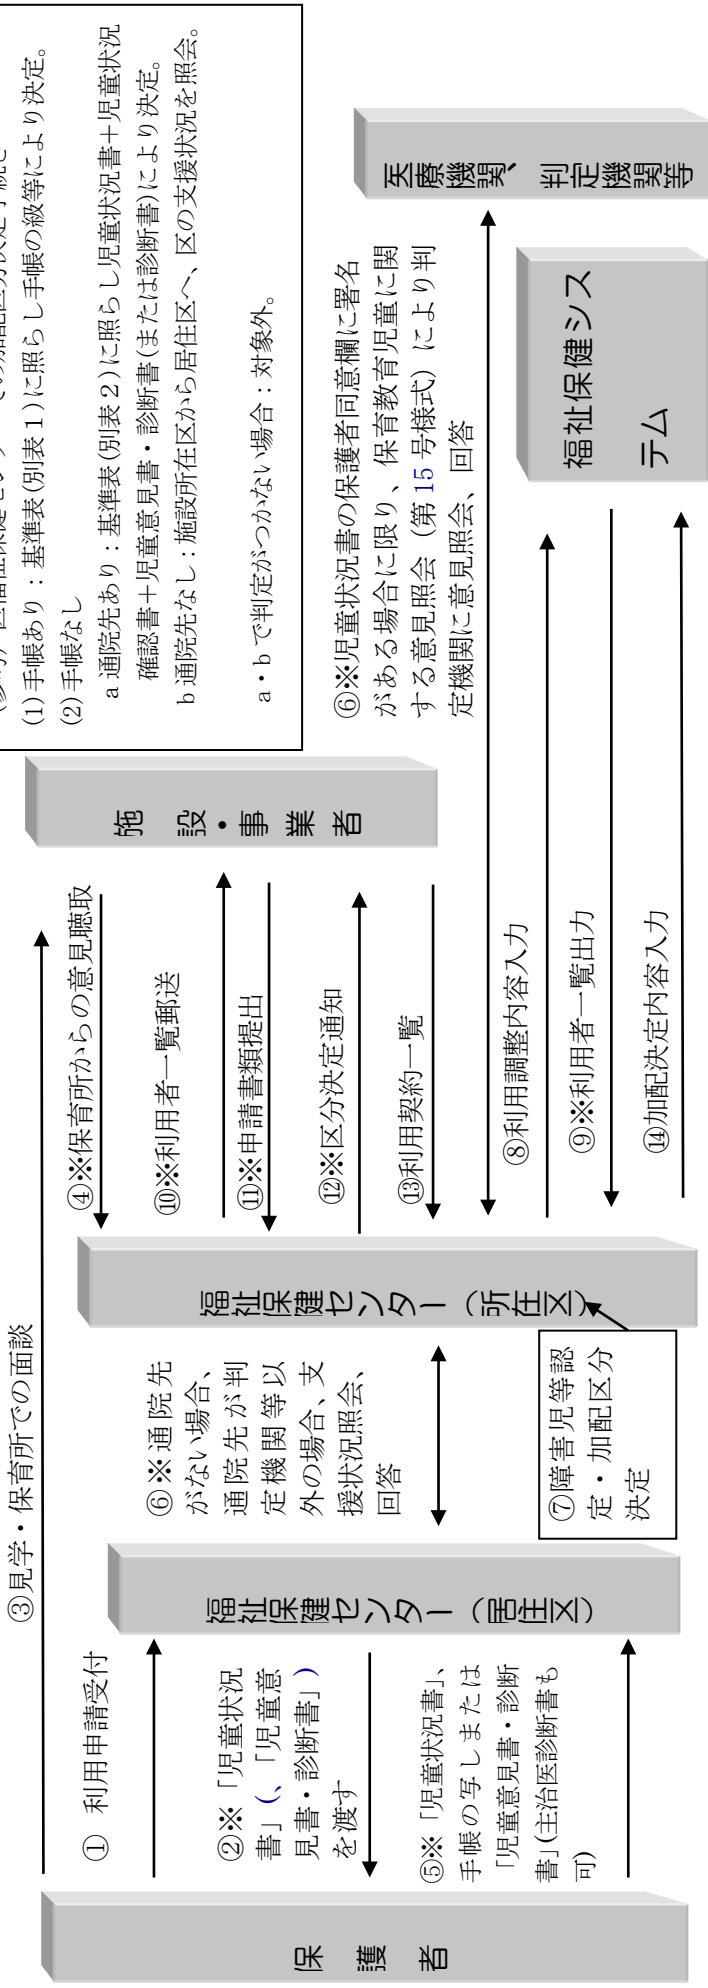 (1)手帳あり：基準表(別表１)に照らし手帳の級等により決定。
(2)手帳なし
a 通院先あり：基準表(別表２)に照らし児童状況書＋児童状況
確認書＋児童意見書・診断書(または診断書)により決定。
b 通院先なし：施設所在区から居住区へ、区の支援状況を照会。
a・bで判定がつかない場合：対象外。
③見学・保育所での面談
① 利用申請受付
②※「児童状況
書」（、「児童意
見書・診断書」）
を渡す
⑤※「児童状況書」、
手帳の写しまたは
「児童意見書・診断
書」(主治医診断書も
可)
保護者
福祉保健センター（居住区）
⑥※通院先
がない場合、
通院先が判
定機関等以
外の場合、支
援状況照会、
回答
⑦障害児等認
定・加配区分
決定
福祉保健センター（所在区）
④※保育所からの意見聴取
⑩※利用者一覧郵送
⑪※申請書類提出
⑫※区分決定通知
⑬利用契約一覧
施設・事業者
⑥※児童状況書の保護者同意欄に署名
がある場合に限り、保育教育児童に関
する意見照会（第 15 号様式）により判
定機関に意見照会、回答
⑧利用調整内容入力
⑨※利用者一覧出力
⑭加配決定内容入力
医療機関、判定機関等
福祉保健シス
テム